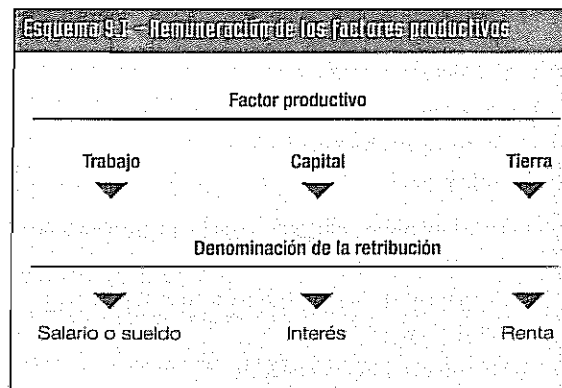 Esquema 9.1 – Remuneración de los factores productivos
Factor productivo
Trabajo Capital Tierra
Denominación de la retribución
Salario o sueldo Interés Renta